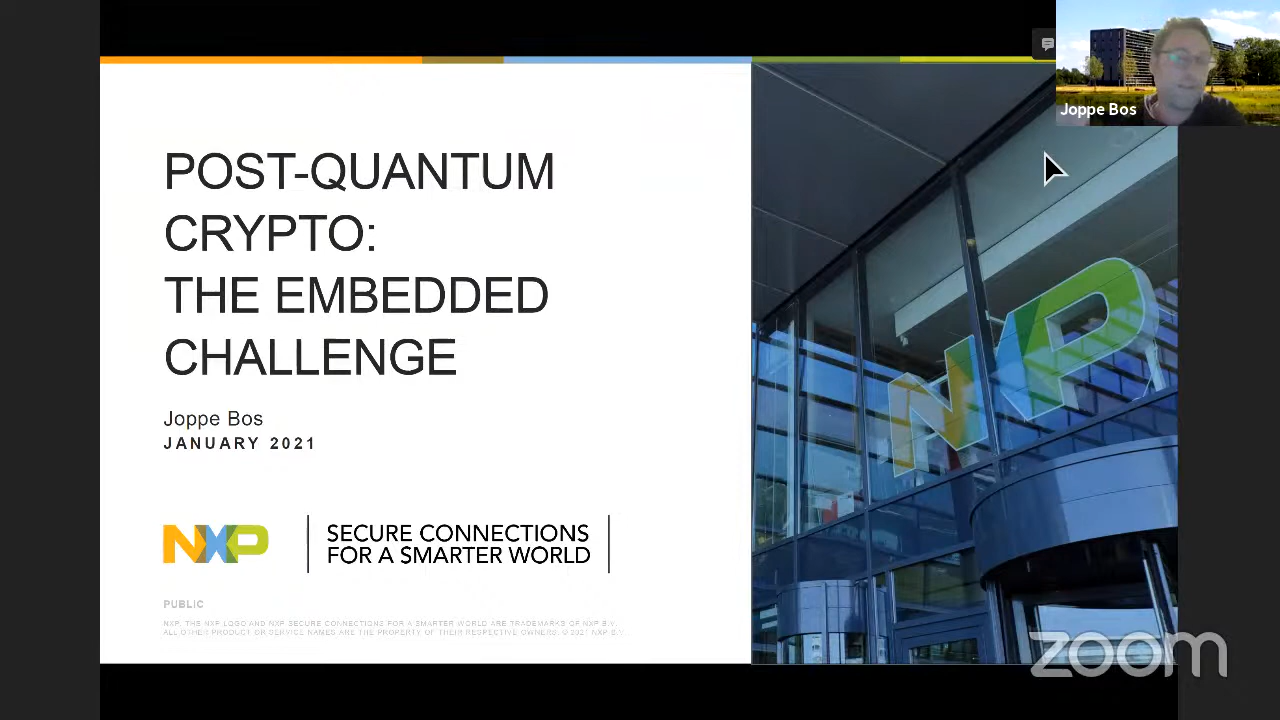 POST-QUANTUM
CRYPTO:
THE EMBEDDED
CHALLENGE
Joppe Bos
JANUARY 2021
NXP
SECURE CONNECTIONS
FOR A SMARTER WORLD
PUBLIC
NXP, THE NXP LOGO AND NXP SECURE CONNECTIONS FOR A SMARTER WORLD ARE TRADEMARKS OF NXP B.V.
ALL OTHER PRODUCT OR SERVICE NAMES ARE THE PROPERTY OF THEIR RESPECTIVE OWNERS. © 2021 NXP B.V.
Joppe Bos
NXP
zoom